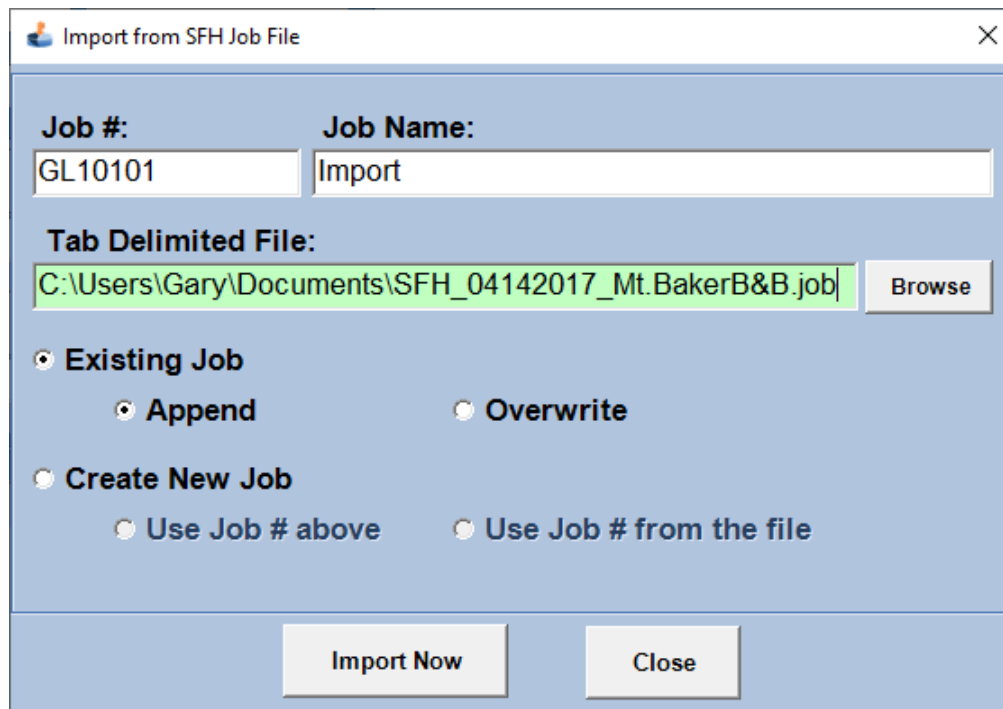 Import from SFH Job File
Job #: Job Name:
GL10101 Import
Tab Delimited File:
C:\Users\Gary\Documents\SFH_04142017_Mt.BakerB&B.job Browse
Existing Job
Append Overwrite
Create New Job
Use Job # above Use Job # from the file
Import Now Close